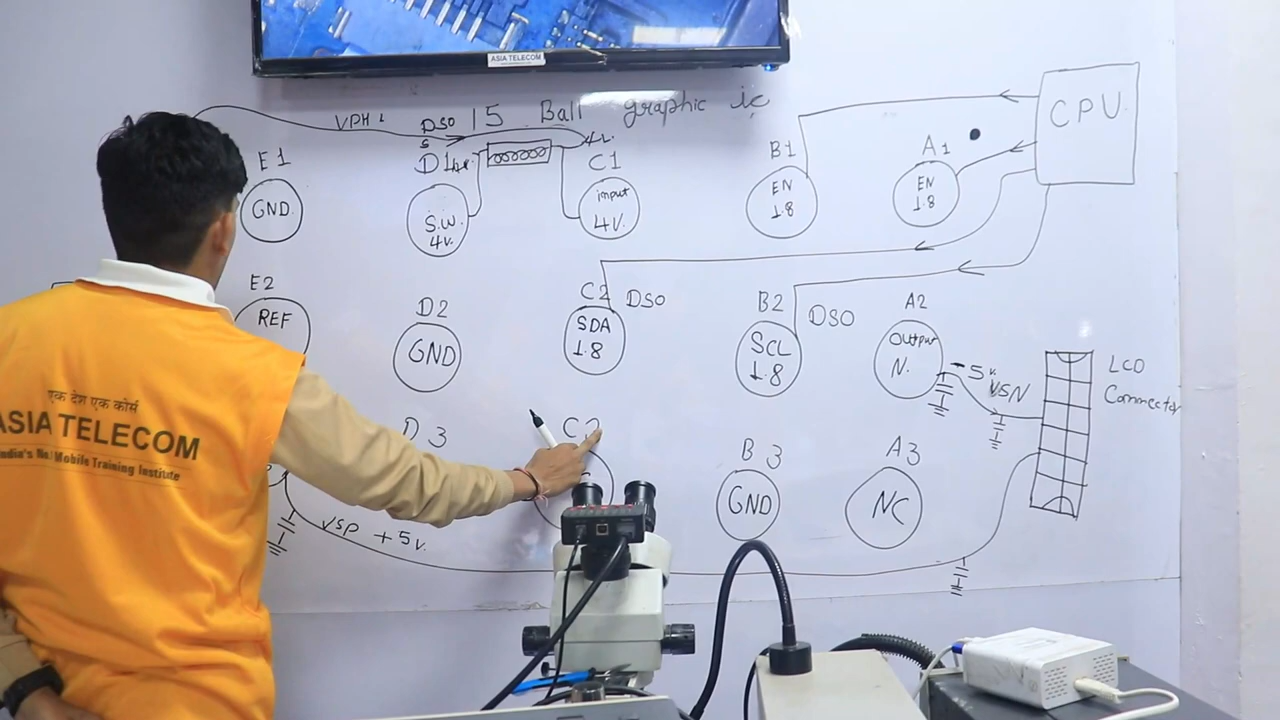 ASIA TELECOM
15 Ball graphic ic
VPH
DSO
CPU
E1
GND
D1
S.W.
4v.
C1
input
4V.
B1
EN
1.8
A1
EN
1.8
E2
REF
D2
GND
C2
DSO
SDA
1.8
B2
DSO
SCL
1.8
A2
OUTPUT
N.
-5v.
VSN
LCD
Connector
D3
B3
GND
A3
NC
VSP +5v.
एक देश एक कोर्स
ASIA TELECOM
India's No. Mobile Training Institute